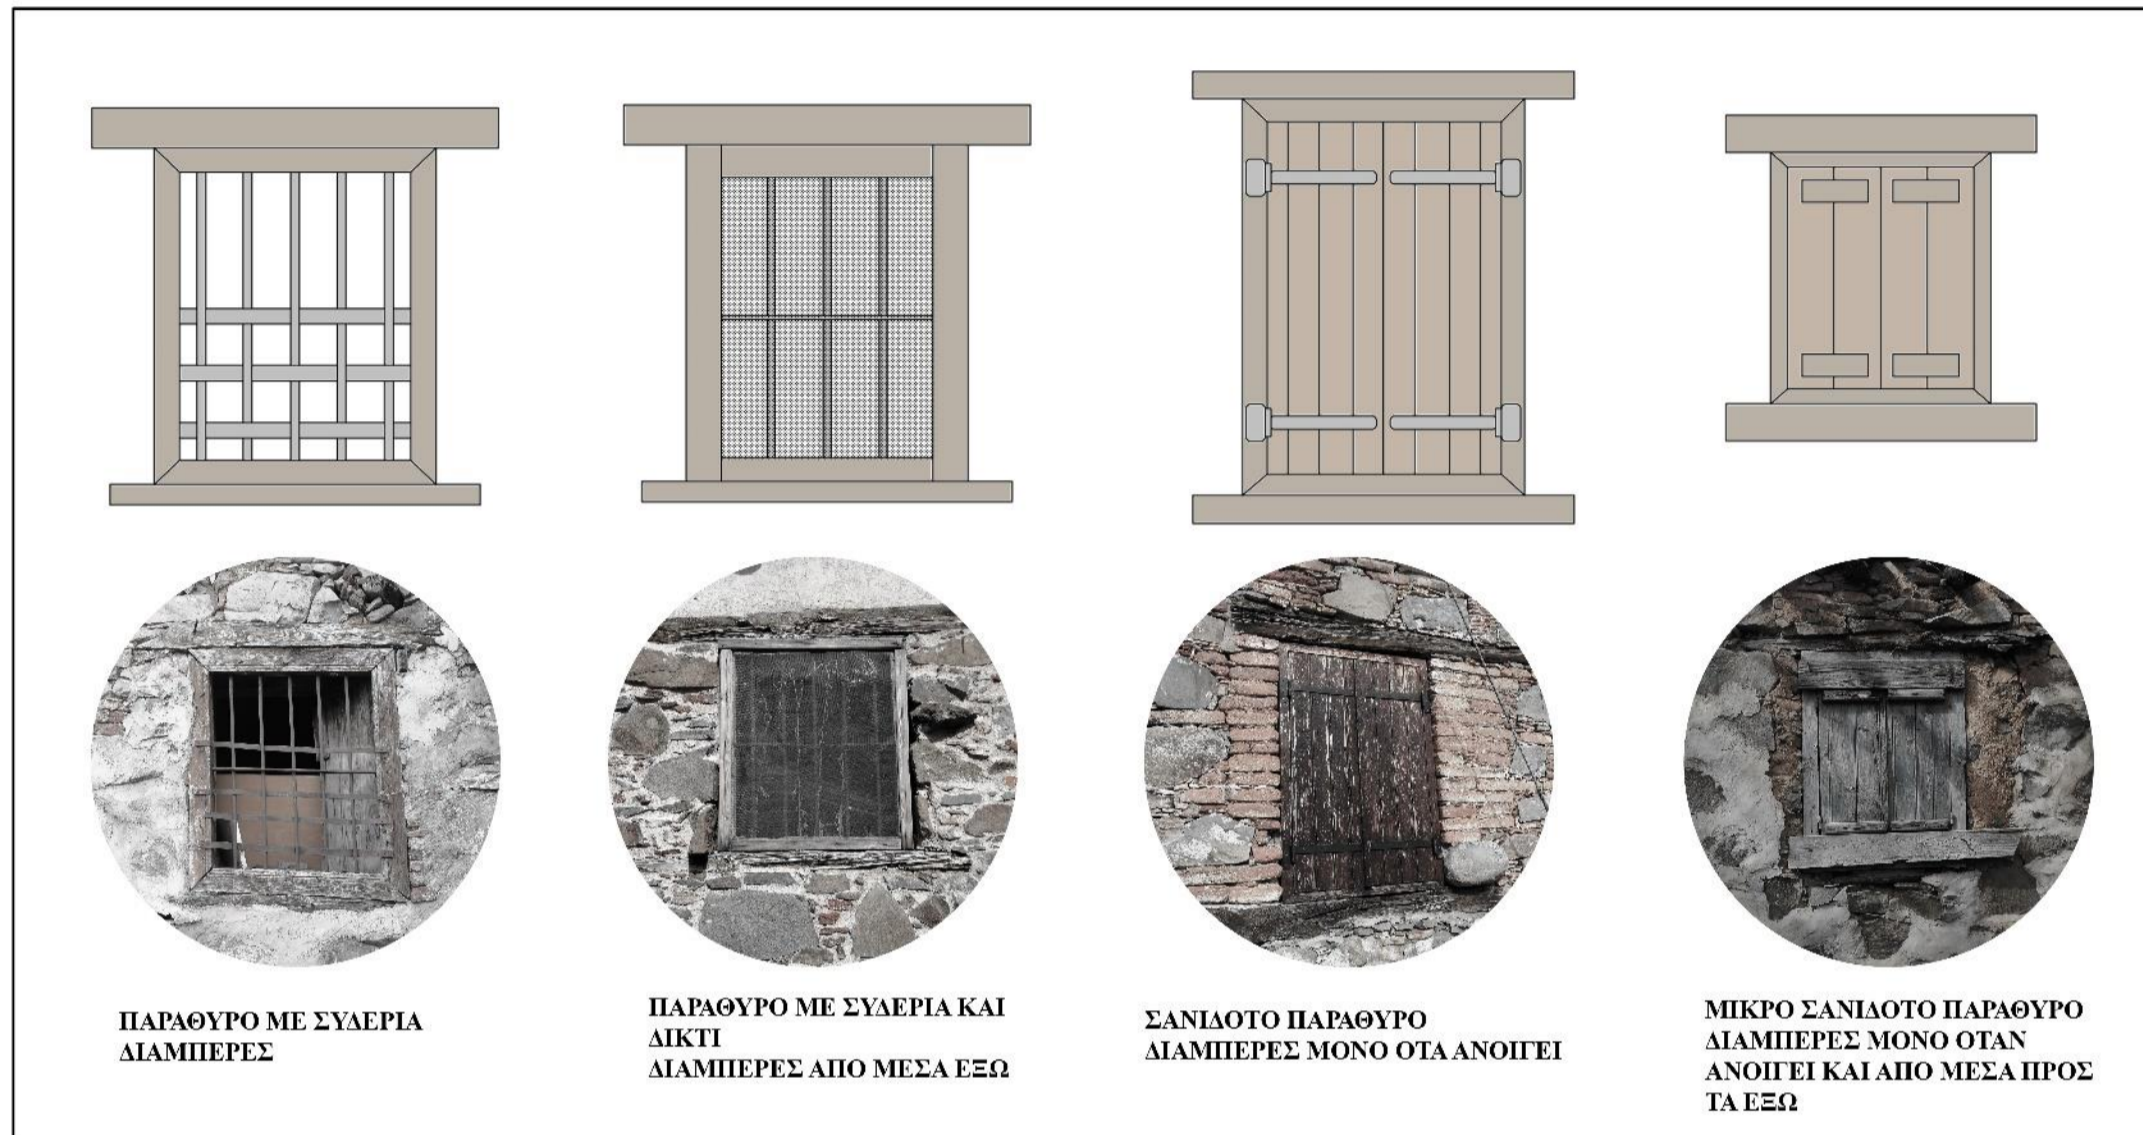 ΠΑΡΑΘΥΡΟ ΜΕ ΣΥΔΕΡΙΑ
ΔΙΑΜΠΕΡΕΣ
ΠΑΡΑΘΥΡΟ ΜΕ ΣΥΔΕΡΙΑ ΚΑΙ
ΔΙΚΤΙ
ΔΙΑΜΠΕΡΕΣ ΑΠΟ ΜΕΣΑ ΕΞΩ
ΣΑΝΙΔΟΤΟ ΠΑΡΑΘΥΡΟ
ΔΙΑΜΠΕΡΕΣ ΜΟΝΟ ΟΤΑ ΑΝΟΙΓΕΙ
ΜΙΚΡΟ ΣΑΝΙΔΟΤΟ ΠΑΡΑΘΥΡΟ
ΔΙΑΜΠΕΡΕΣ ΜΟΝΟ ΟΤΑΝ
ΑΝΟΙΓΕΙ ΚΑΙ ΑΠΟ ΜΕΣΑ ΠΡΟΣ
ΤΑ ΕΞΩ